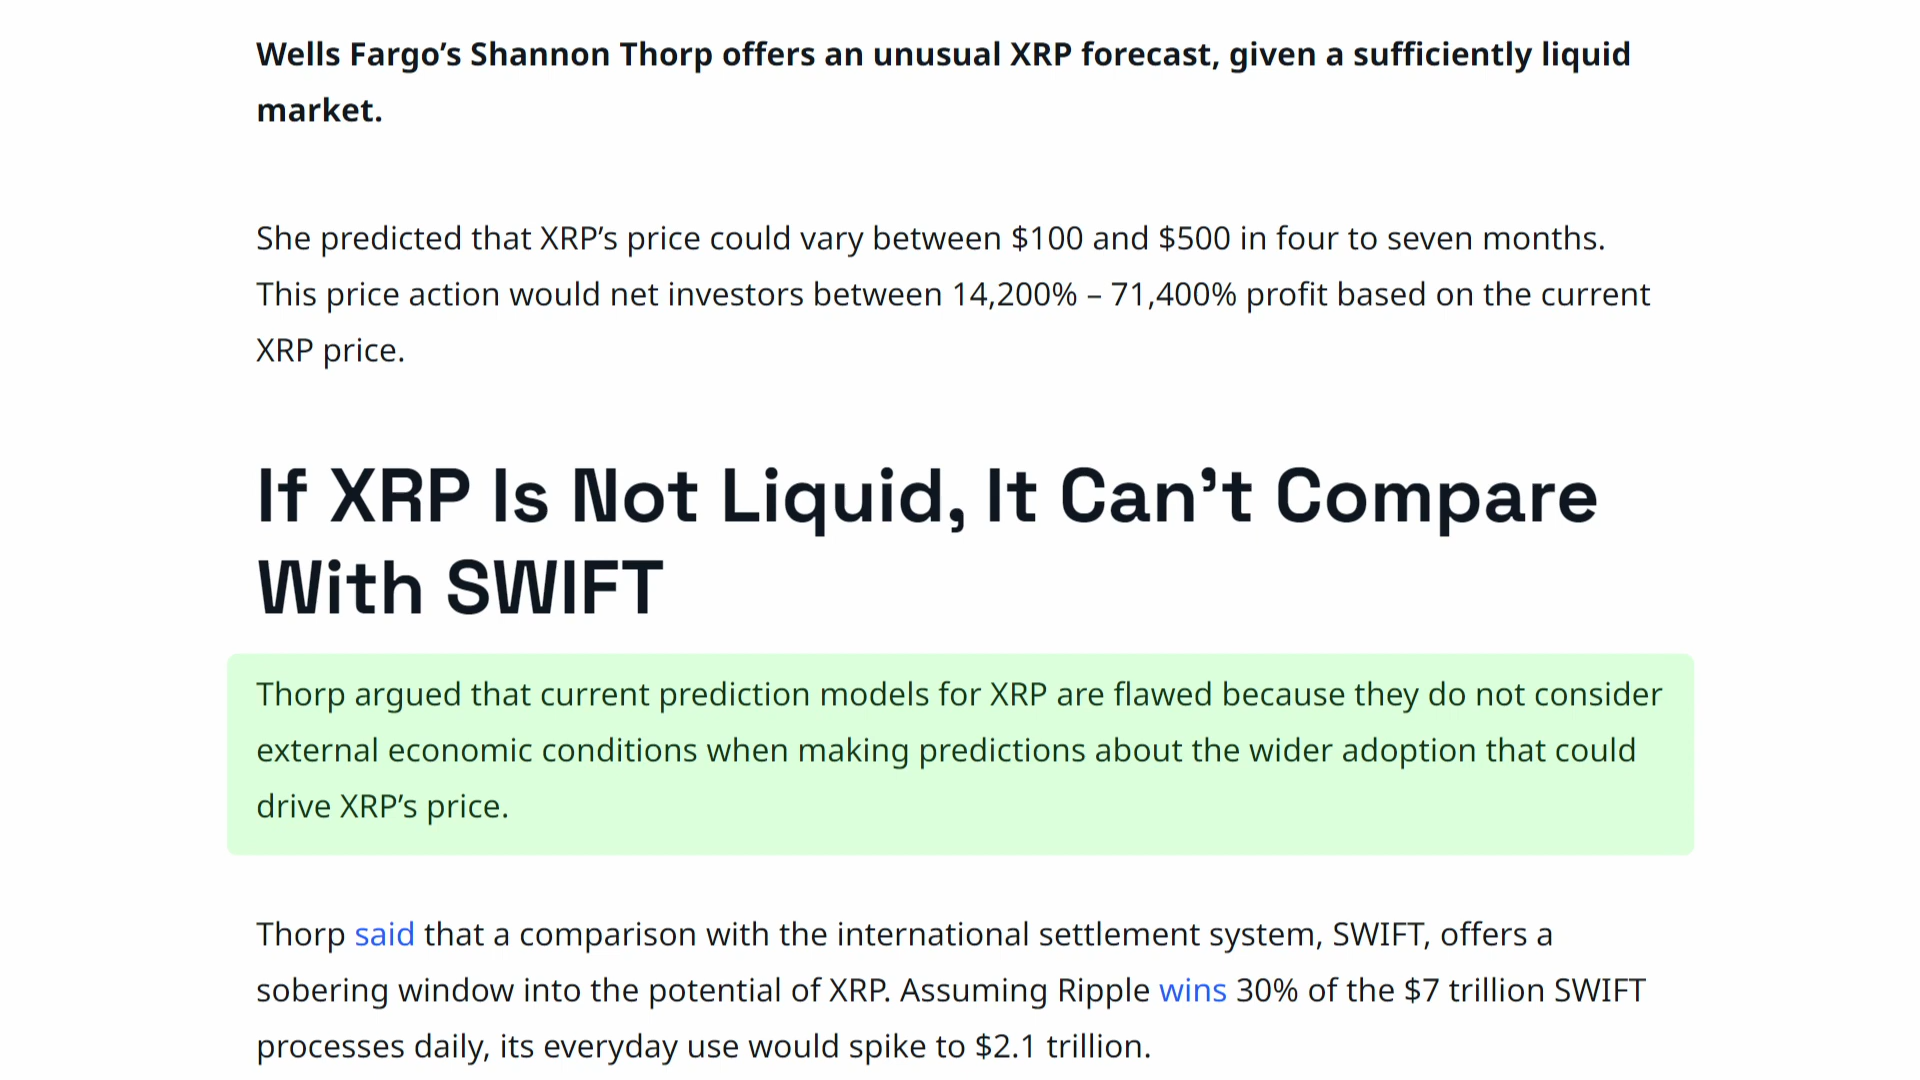 Wells Fargo’s Shannon Thorp offers an unusual XRP forecast, given a sufficiently liquid
market.
She predicted that XRP’s price could vary between $100 and $500 in four to seven months.
This price action would net investors between 14,200% – 71,400% profit based on the current
XRP price.
If XRP Is Not Liquid, It Can’t Compare
With SWIFT
Thorp argued that current prediction models for XRP are flawed because they do not consider
external economic conditions when making predictions about the wider adoption that could
drive XRP’s price.
Thorp said that a comparison with the international settlement system, SWIFT, offers a
sobering window into the potential of XRP. Assuming Ripple wins 30% of the $7 trillion SWIFT
processes daily, its everyday use would spike to $2.1 trillion.